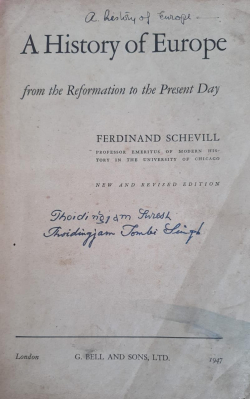 A history of Europe
A History of Europe
from the Reformation to the Present Day
FERDINAND SCHEVILL
PROFESSOR EMERITUS OF MODERN HIS-
TORY IN THE UNIVERSITY OF CHICAGO
NEW AND REVISED EDITION
Thoidingjam Suresh
Thoidingjam Tombi Singh
London G. BELL AND SONS, LTD. 1947